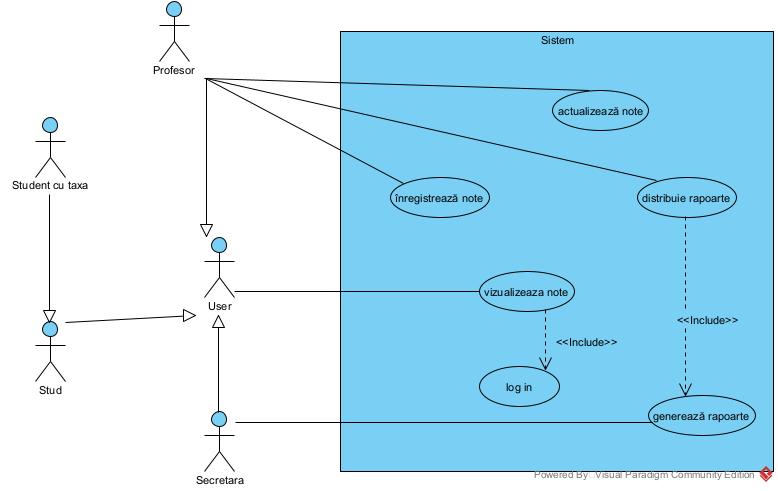 Sistem
Profesor
actualizează note
Student cu taxa
înregistrează note
distribuie rapoarte
User
vizualizeaza note
<<Include>>
<<Include>>
Stud
log in
generează rapoarte
Secretara
Powered By Visual Paradigm Community Edition